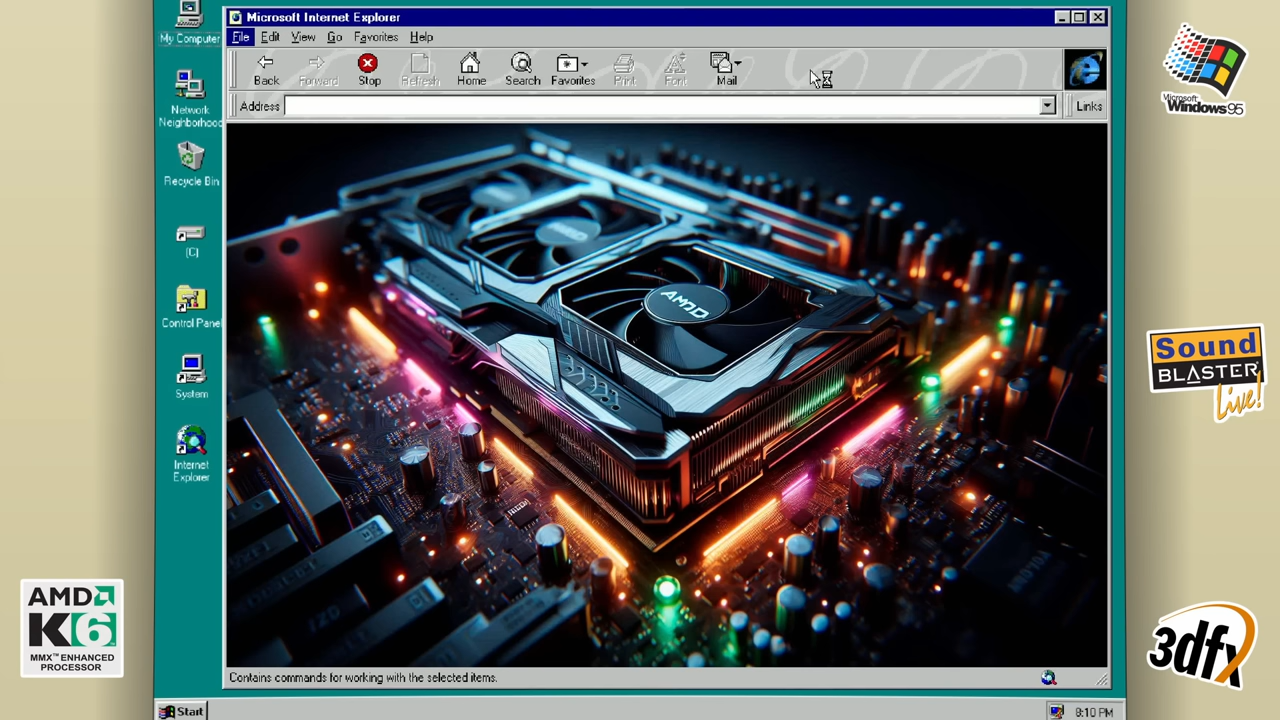 Microsoft Internet Explorer
File Edit View Go Favorites Help
Back Forward Stop Refresh Home Search Favorites Print Font Mail
Address
Links
My Computer
Network
Neighborhood
Recycle Bin
[C]
Control Panel
System
Internet
Explorer
AMD
Contains commands for working with the selected items.
Start
8:10 PM
Microsoft
Windows 95
Sound
BLASTER
Live!
3dfx
AMD
K6
MMX™ ENHANCED
PROCESSOR